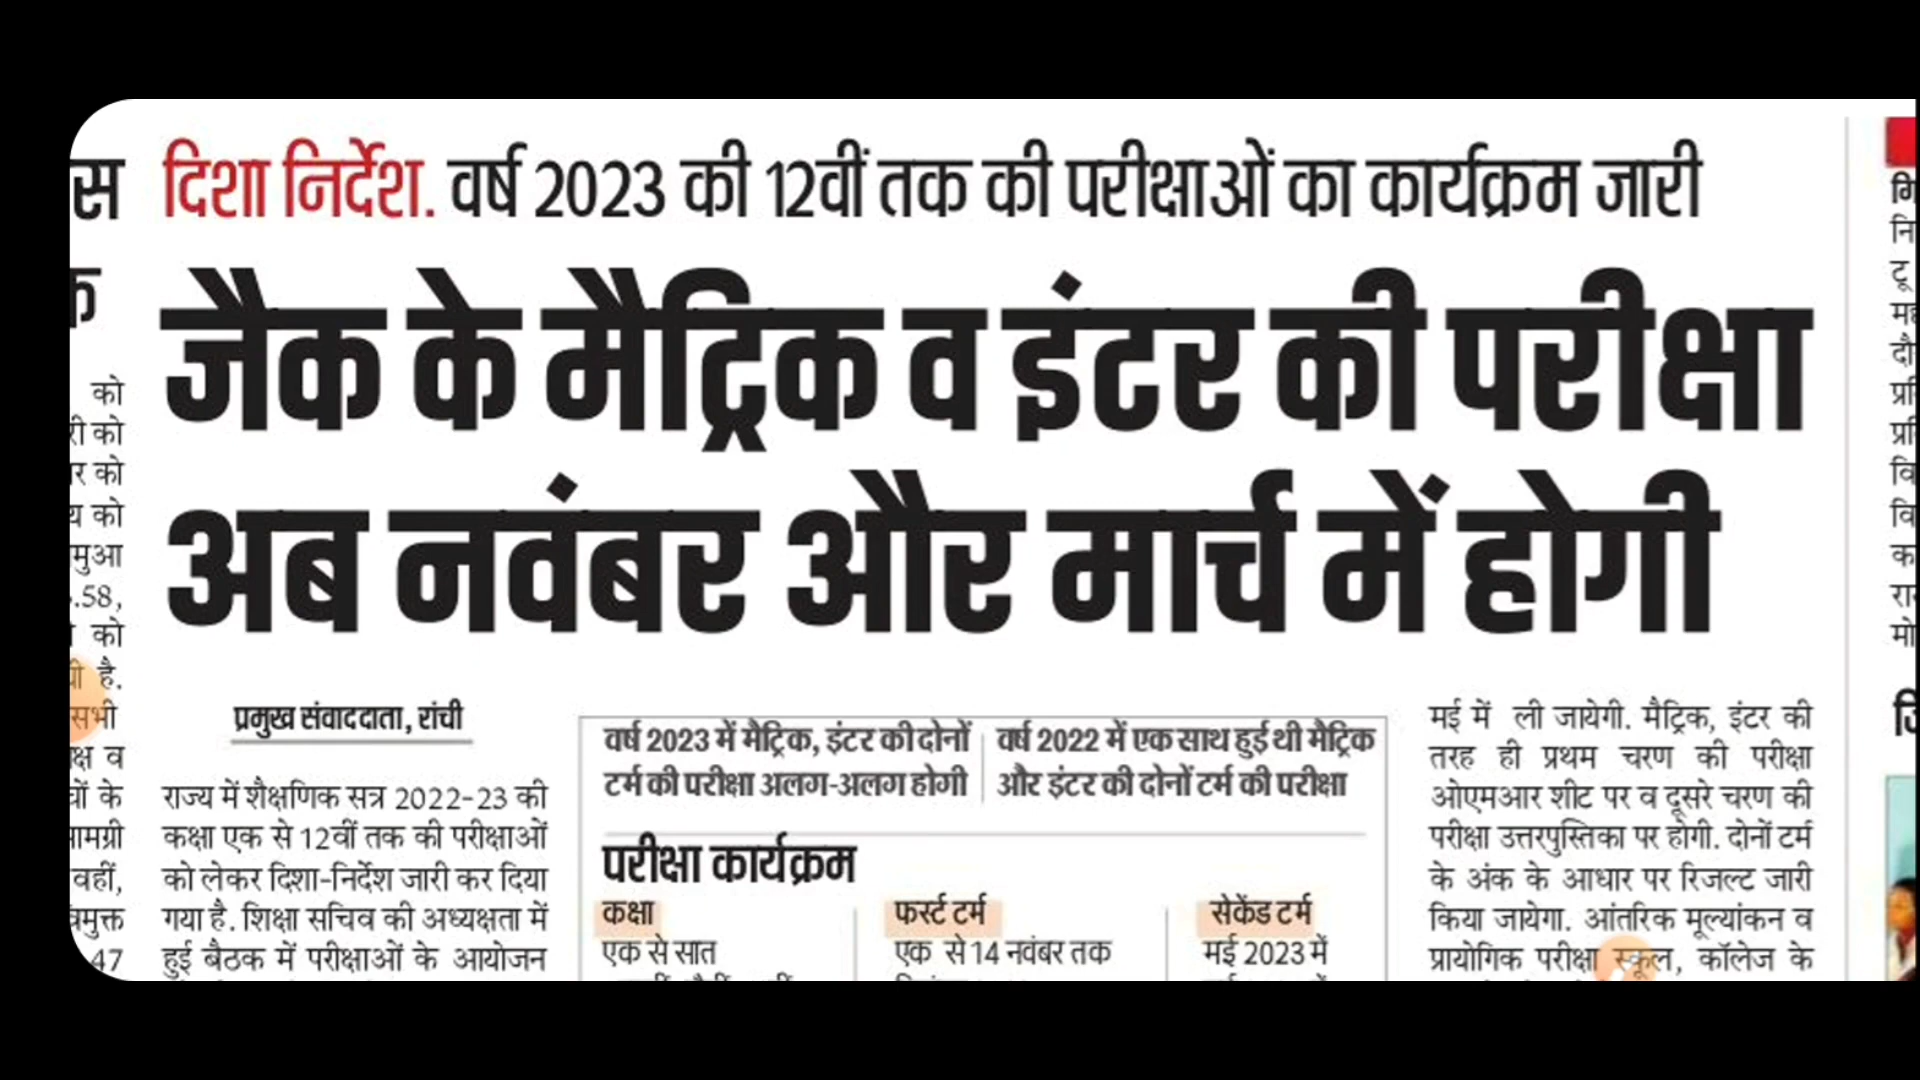 दिशा निर्देश. वर्ष 2023 की 12वीं तक की परीक्षाओं का कार्यक्रम जारी
जैक के मैट्रिक व इंटर की परीक्षा
अब नवंबर और मार्च में होगी
को
को
को
को
.58,
को
है.
सभी
व
के
वहीं,
47
प्रमुख संवाददाता, रांची
राज्य में शैक्षणिक सत्र 2022-23 की
कक्षा एक से 12वीं तक की परीक्षाओं
को लेकर दिशा-निर्देश जारी कर दिया
गया है. शिक्षा सचिव की अध्यक्षता में
हुई बैठक में परीक्षाओं के आयोजन
वर्ष 2023 में मैट्रिक, इंटर की दोनों
टर्म की परीक्षा अलग-अलग होगी
वर्ष 2022 में एक साथ हुई थी मैट्रिक
और इंटर की दोनों टर्म की परीक्षा
परीक्षा कार्यक्रम
कक्षा फर्स्ट टर्म सेकेंड टर्म
एक से सात एक से 14 नवंबर तक मई 2023 में
मई में ली जायेगी. मैट्रिक, इंटर की
तरह ही प्रथम चरण की परीक्षा
ओएमआर शीट पर व दूसरे चरण की
परीक्षा उत्तरपुस्तिका पर होगी. दोनों टर्म
के अंक के आधार पर रिजल्ट जारी
किया जायेगा. आंतरिक मूल्यांकन व
प्रायोगिक परीक्षा स्कूल, कॉलेज के